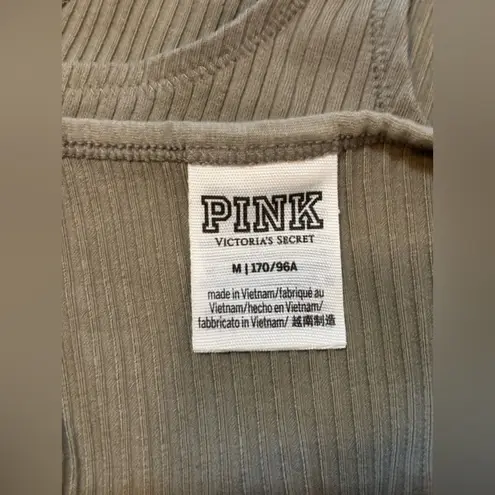 PINK
VICTORIA'S SECRET
M | 170/96A
made in Vietnam/fabriqué au
Vietnam/hecho en Vietnam/
fabbricato in Vietnam/ 越南制造